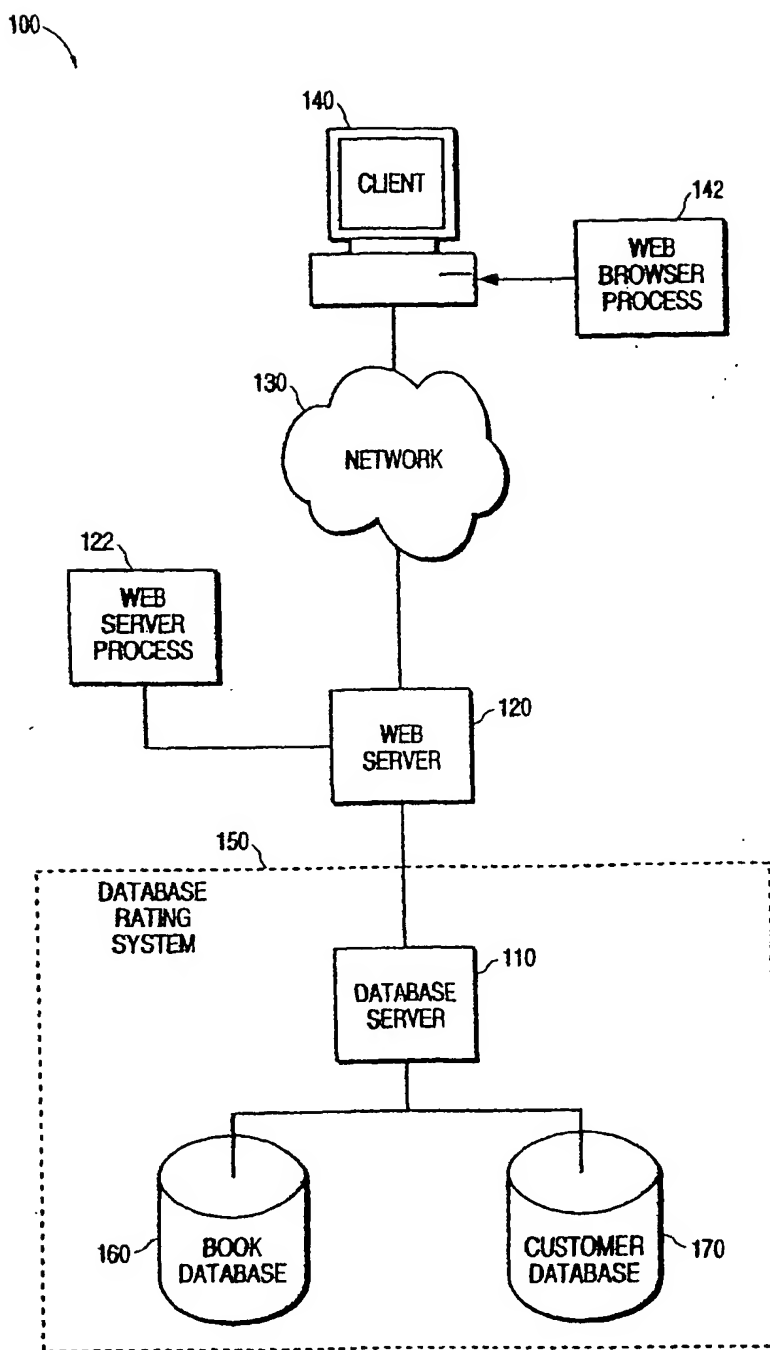 100
140
CLIENT
142
WEB
BROWSER
PROCESS
130
NETWORK
122
WEB
SERVER
PROCESS
120
WEB
SERVER
150
DATABASE
RATING
SYSTEM
110
DATABASE
SERVER
160
BOOK
DATABASE
CUSTOMER
DATABASE
170